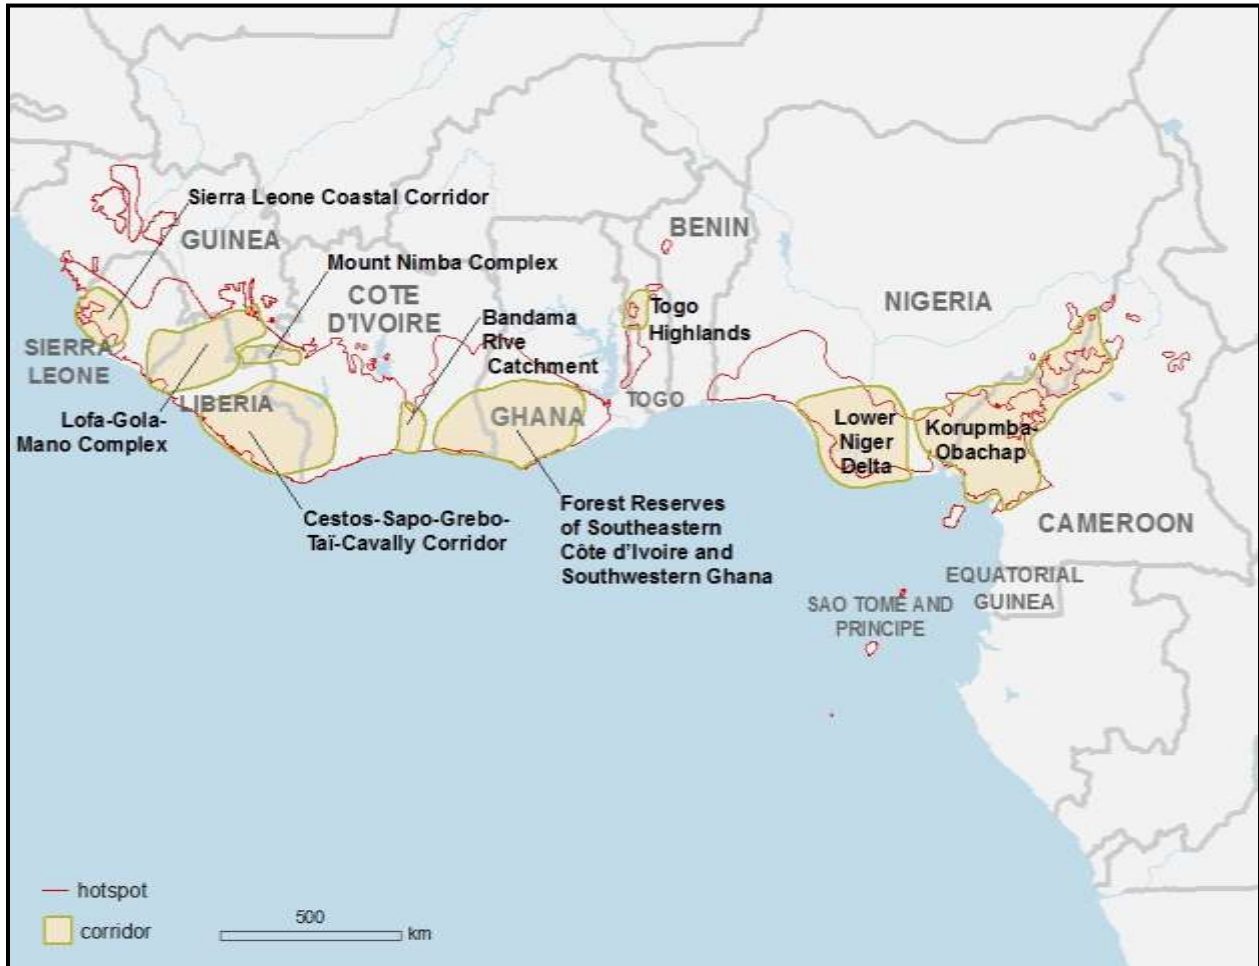 Sierra Leone Coastal Corridor
GUINEA
BENIN
Mount Nimba Complex
COTE
D'IVOIRE
NIGERIA
Bandama
Rive
Catchment
Togo
Highlands
SIERRA
LEONE
LIBERIA
GHANA
TOGO
Lofa-Gola-
Mano Complex
Lower
Niger
Delta
Korupmba-
Obachap
Cestos-Sapo-Grebo-
Taï-Cavally Corridor
Forest Reserves
of Southeastern
Côte d'Ivoire and
Southwestern Ghana
CAMEROON
EQUATORIAL
GUINEA
SAO TOME AND
PRINCIPE
hotspot
corridor
500
km